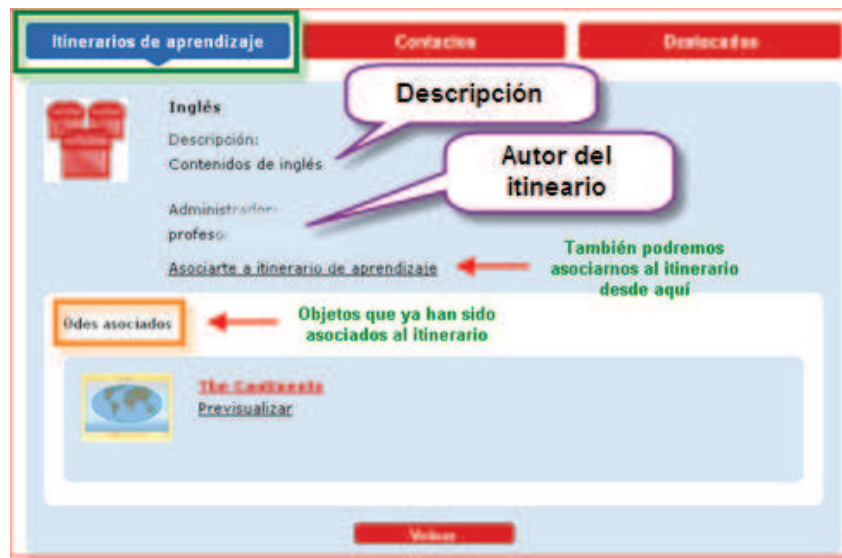 Itinerarios de aprendizaje
Contactos
Destacados
Inglés
Descripción:
Contenidos de inglés
Descripción
Autor del
itineario
Administrador:
profeso
Asociarte a itinerario de aprendizaje
También podremos
asociarnos al itinerario
desde aquí
Odes asociados
Objetos que ya han sido
asociados al itinerario
The Continents
Previsualizar
Volver